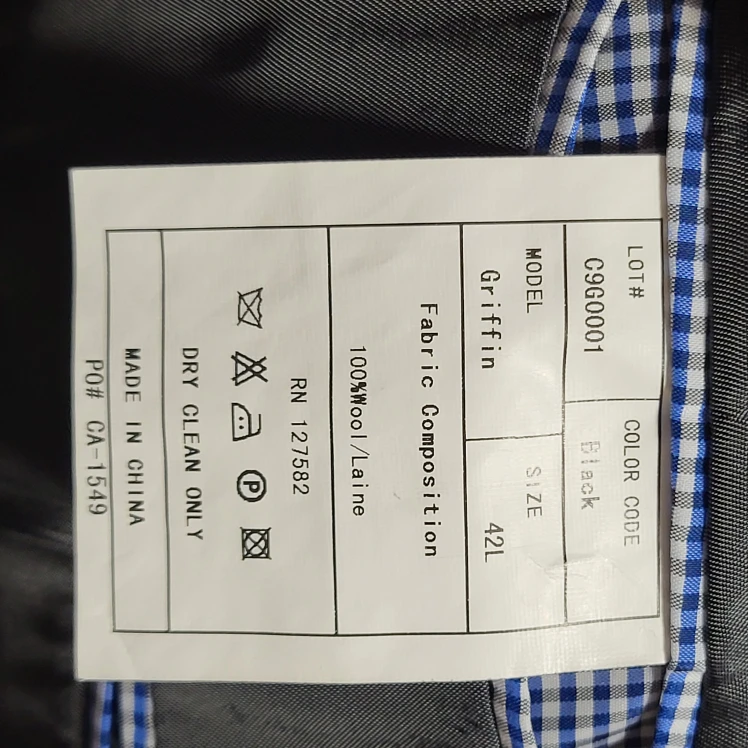 LOT# COLOR CODE
C9G0001 Black
MODEL SIZE
Griffin 42L
Fabric Composition
100%Wool/Laine
RN 127582
P
DRY CLEAN ONLY
MADE IN CHINA
PO# CA-1549